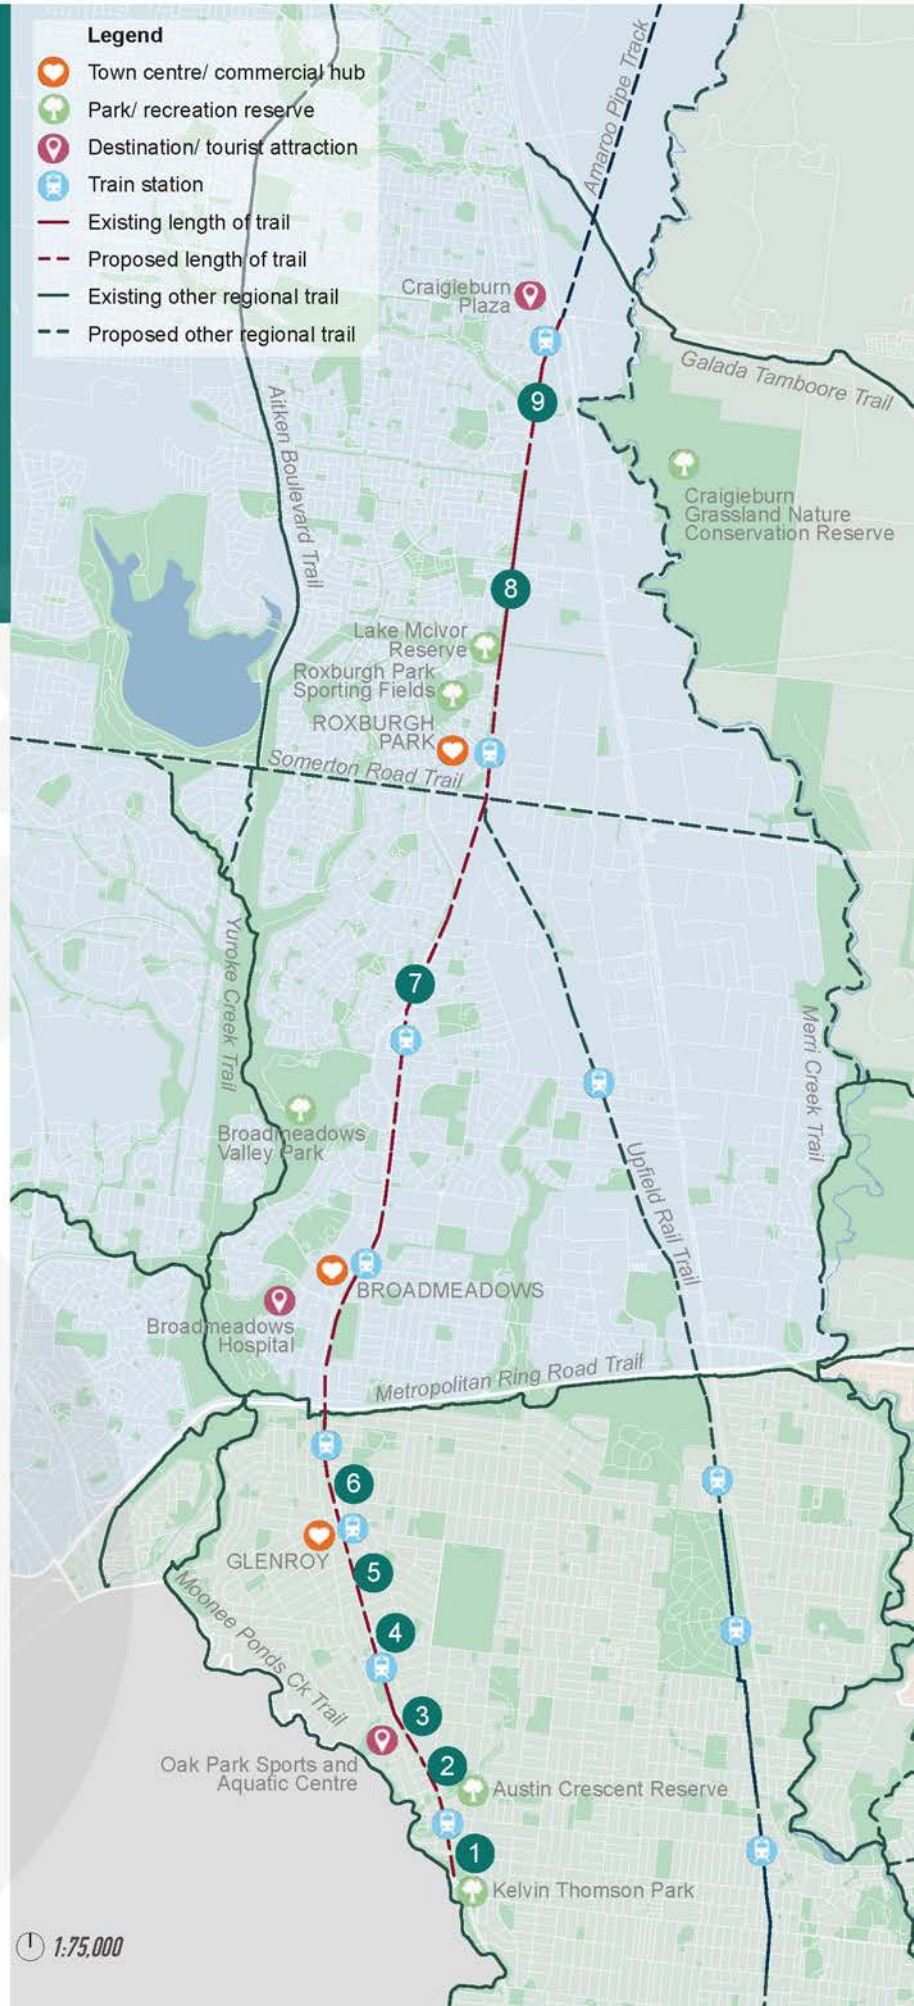 Legend
Town centre/ commercial hub
Park/ recreation reserve
Destination/ tourist attraction
Train station
Existing length of trail
Proposed length of trail
Existing other regional trail
Proposed other regional trail
Amaroo Pipe Track
Craigieburn
Plaza
Galada Tamboore Trail
9
Aitken Boulevard Trail
Craigieburn
Grassland Nature
Conservation Reserve
8
Lake McIvor
Reserve
Roxburgh Park
Sporting Fields
ROXBURGH
PARK
Somerton Road Trail
Yuroke Creek Trail
7
Merri Creek Trail
Broadmeadows
Valley Park
Upfield Rail Trail
BROADMEADOWS
Broadmeadows
Hospital
Metropolitan Ring Road Trail
6
GLENROY
5
Moonee Ponds Ck Trail
4
3
Oak Park Sports and
Aquatic Centre
2
Austin Crescent Reserve
1
Kelvin Thomson Park
1:75,000